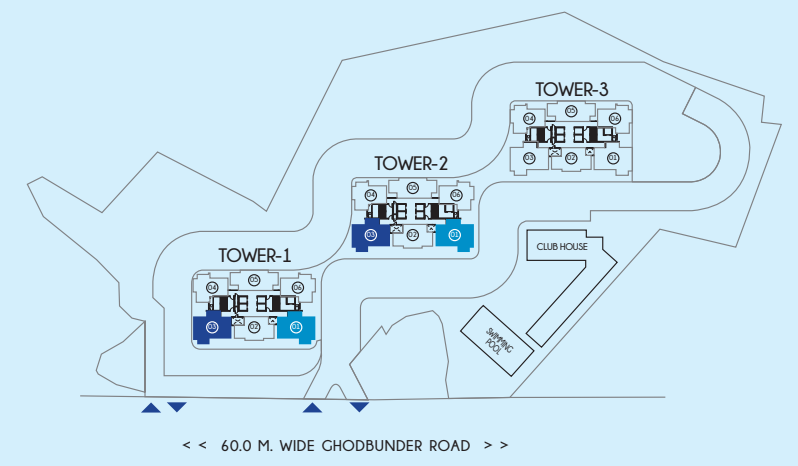 TOWER-3
05
04
06
03
02
01
TOWER-2
05
04
06
03
02
01
TOWER-1
05
04
06
03
02
01
CLUB HOUSE
SWIMMING
POOL
< < 60.0 M. WIDE GHODBUNDER ROAD > >